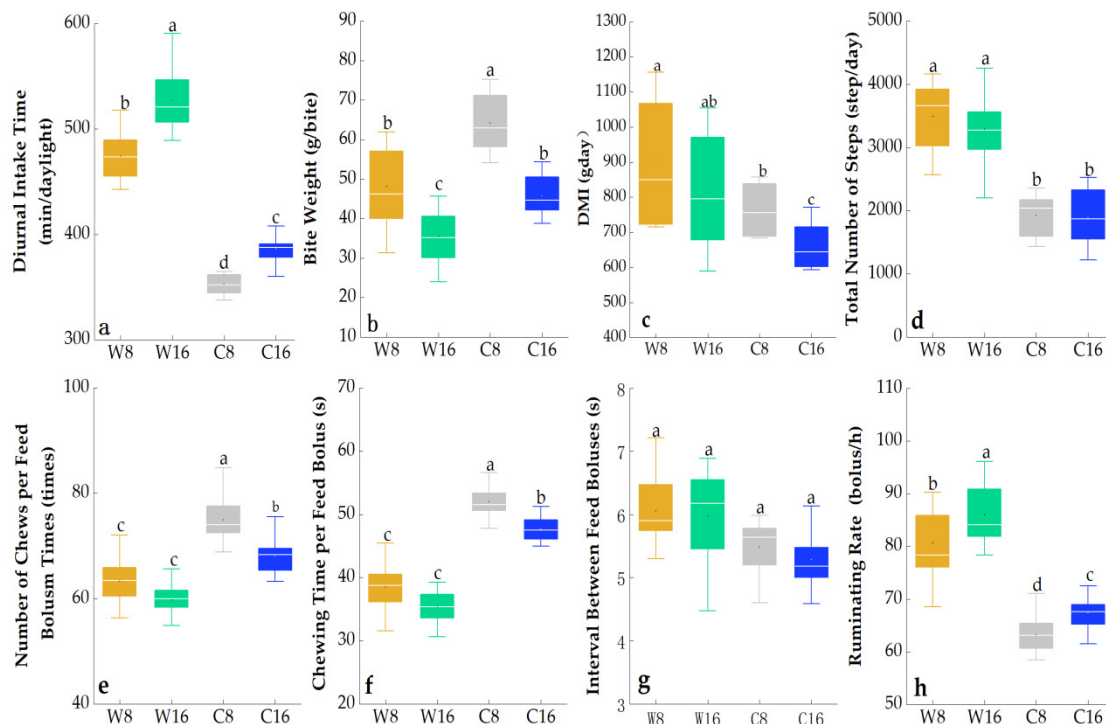 Diurnal Intake Time
(min/daylight)
600
500
400
300
b
a
d
c
a
W8
W16
C8
C16
Bite Weight (g/bite)
90
80
70
60
50
40
30
20
10
b
c
a
b
b
W8
W16
C8
C16
DMI (gday)
1300
1200
1100
1000
900
800
700
600
500
400
a
ab
b
c
c
W8
W16
C8
C16
Total Number of Steps (step/day)
5000
4000
3000
2000
1000
0
a
a
b
b
d
W8
W16
C8
C16
Number of Chews per Feed
Bolusm Times (times)
100
80
60
40
c
c
a
b
e
W8
W16
C8
C16
Chewing Time per Feed Bolus (s)
70
60
50
40
30
20
c
c
a
b
f
W8
W16
C8
C16
Interval Between Feed Boluses (s)
8
7
6
5
4
3
a
a
a
a
g
W8
W16
C8
C16
Ruminating Rate (bolus/h)
110
100
90
80
70
60
50
b
a
d
c
h
W8
W16
C8
C16